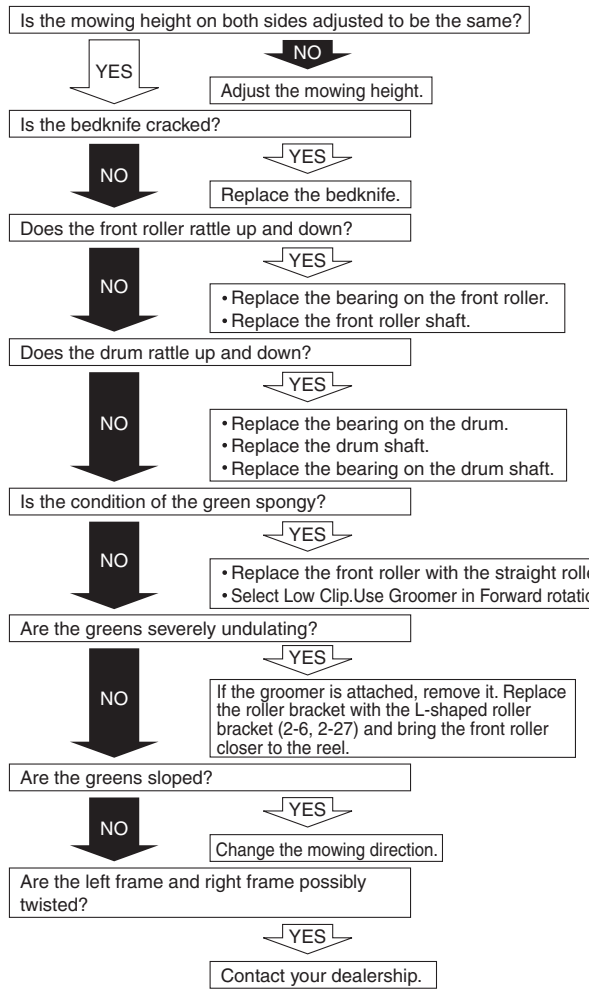 Is the mowing height on both sides adjusted to be the same?
YES
NO
Adjust the mowing height.
Is the bedknife cracked?
NO
YES
Replace the bedknife.
Does the front roller rattle up and down?
NO
YES
• Replace the bearing on the front roller.
• Replace the front roller shaft.
Does the drum rattle up and down?
NO
YES
• Replace the bearing on the drum.
• Replace the drum shaft.
• Replace the bearing on the drum shaft.
Is the condition of the green spongy?
NO
YES
• Replace the front roller with the straight rolle
• Select Low Clip.Use Groomer in Forward rotatio
Are the greens severely undulating?
NO
YES
If the groomer is attached, remove it. Replace
the roller bracket with the L-shaped roller
bracket (2-6, 2-27) and bring the front roller
closer to the reel.
Are the greens sloped?
NO
YES
Change the mowing direction.
Are the left frame and right frame possibly
twisted?
YES
Contact your dealership.